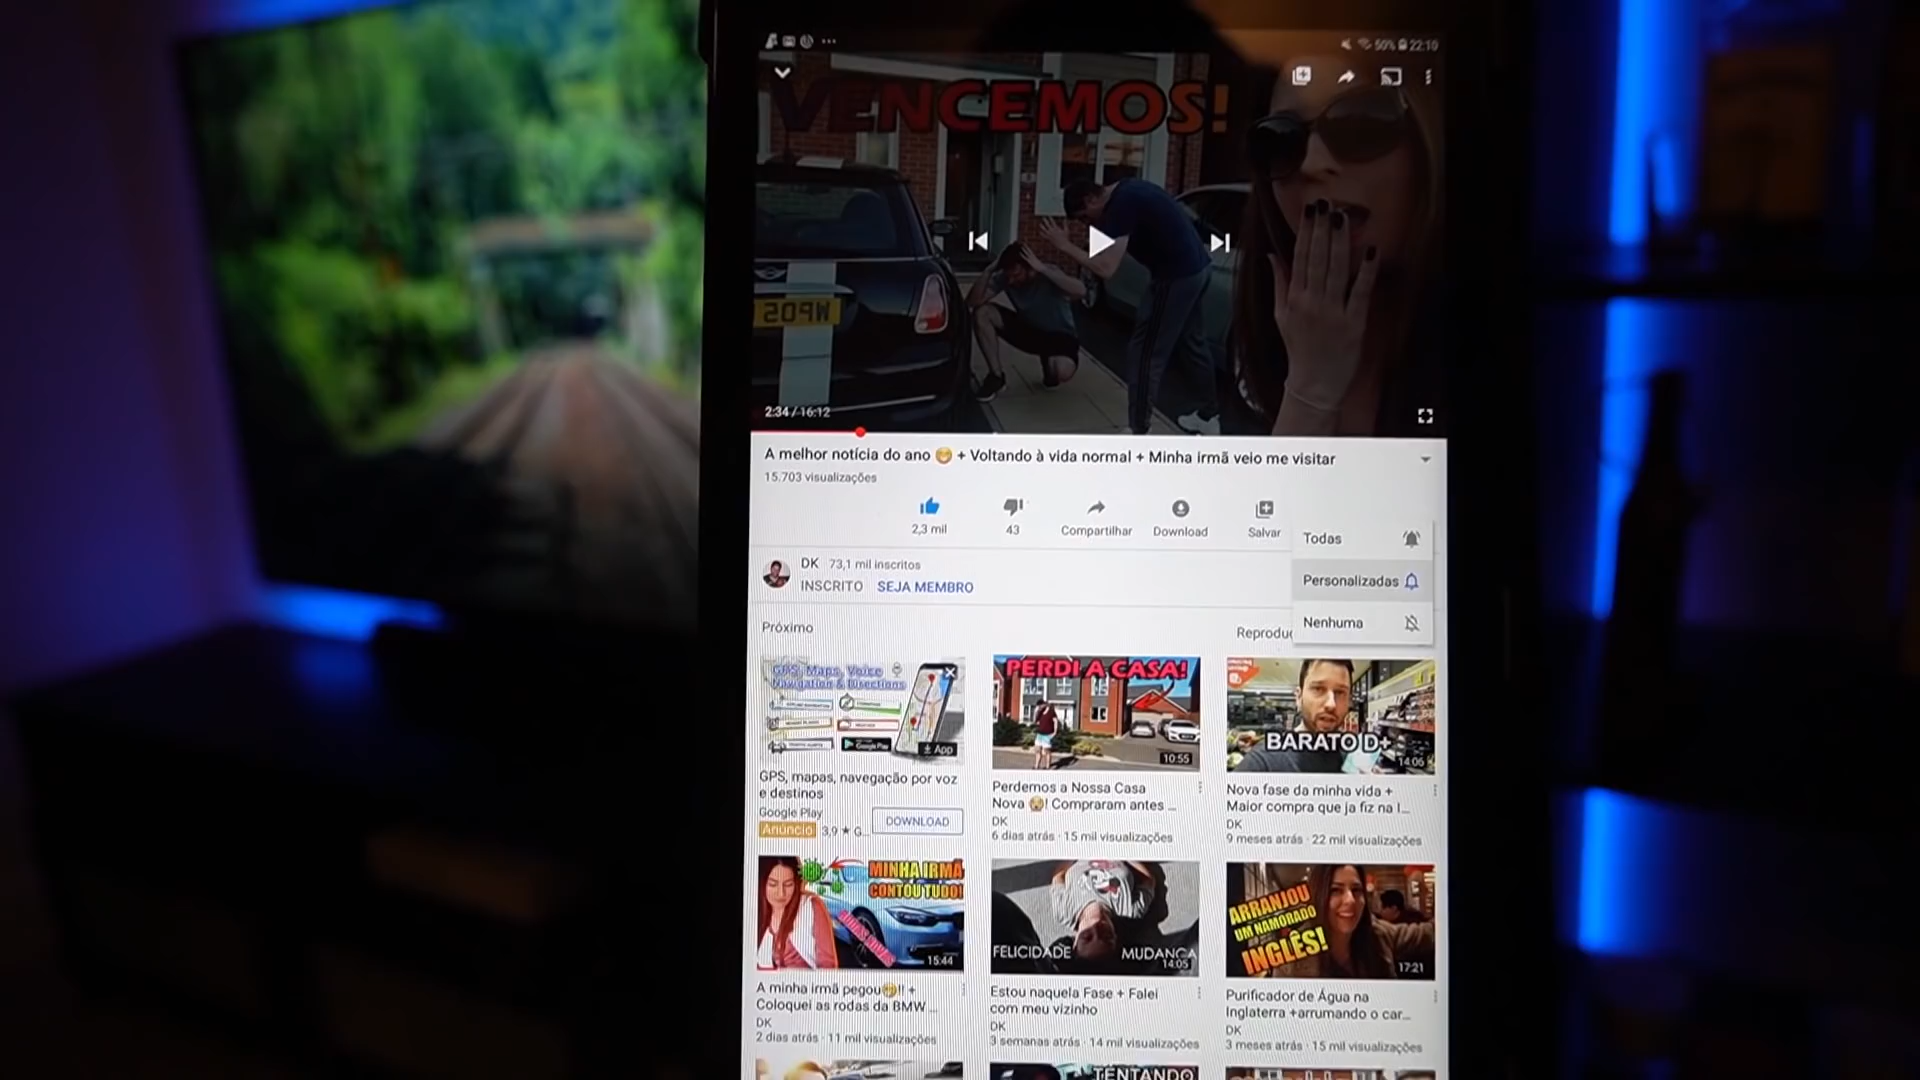 50% 22:10
VENCEMOS!
2:34 / 16:12
A melhor notícia do ano 😁 + Voltando à vida normal + Minha irmã veio me visitar
15.703 visualizações
2,3 mil
43
Compartilhar
Download
Salvar
Todas
Personalizadas
Nenhuma
DK 73,1 mil inscritos
INSCRITO SEJA MEMBRO
Próximo
GPS, Maps, Voice
Navigation & Directions
Google Play
App
GPS, mapas, navegação por voz
e destinos
Google Play
Anúncio 3,9 ★ G...
DOWNLOAD
PERDI A CASA!
10:55
Perdemos a Nossa Casa
Nova 😭! Compraram antes ...
DK
6 dias atrás · 15 mil visualizações
BARATO D+
14:06
Nova fase da minha vida +
Maior compra que ja fiz na I...
DK
9 meses atrás · 22 mil visualizações
MINHA IRMÃ
CONTOU TUDO!
15:44
A minha irmã pegou😷!! +
Coloquei as rodas da BMW ...
DK
2 dias atrás · 11 mil visualizações
FELICIDADE MUDANÇA
14:05
Estou naquela Fase + Falei
com meu vizinho
DK
3 semanas atrás · 14 mil visualizações
ARRANJOU
UM NAMORADO
INGLÊS!
17:21
Purificador de Água na
Inglaterra +arrumando o car...
DK
3 meses atrás · 15 mil visualizações
TENTANDO